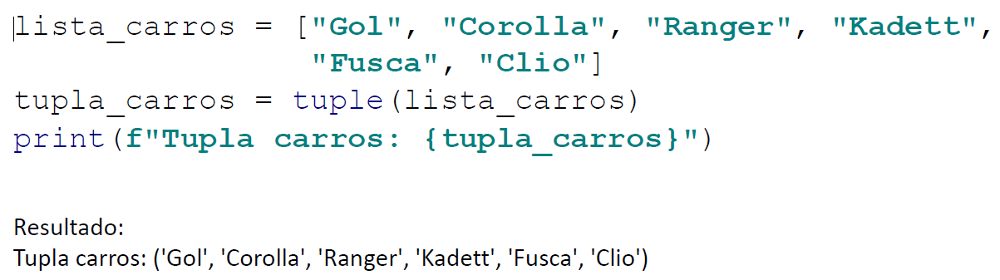 lista_carros = ["Gol", "Corolla", "Ranger", "Kadett",
"Fusca", "Clio"]
tupla_carros = tuple(lista_carros)
print(f"Tupla carros: {tupla_carros}")
Resultado:
Tupla carros: ('Gol', 'Corolla', 'Ranger', 'Kadett', 'Fusca', 'Clio')